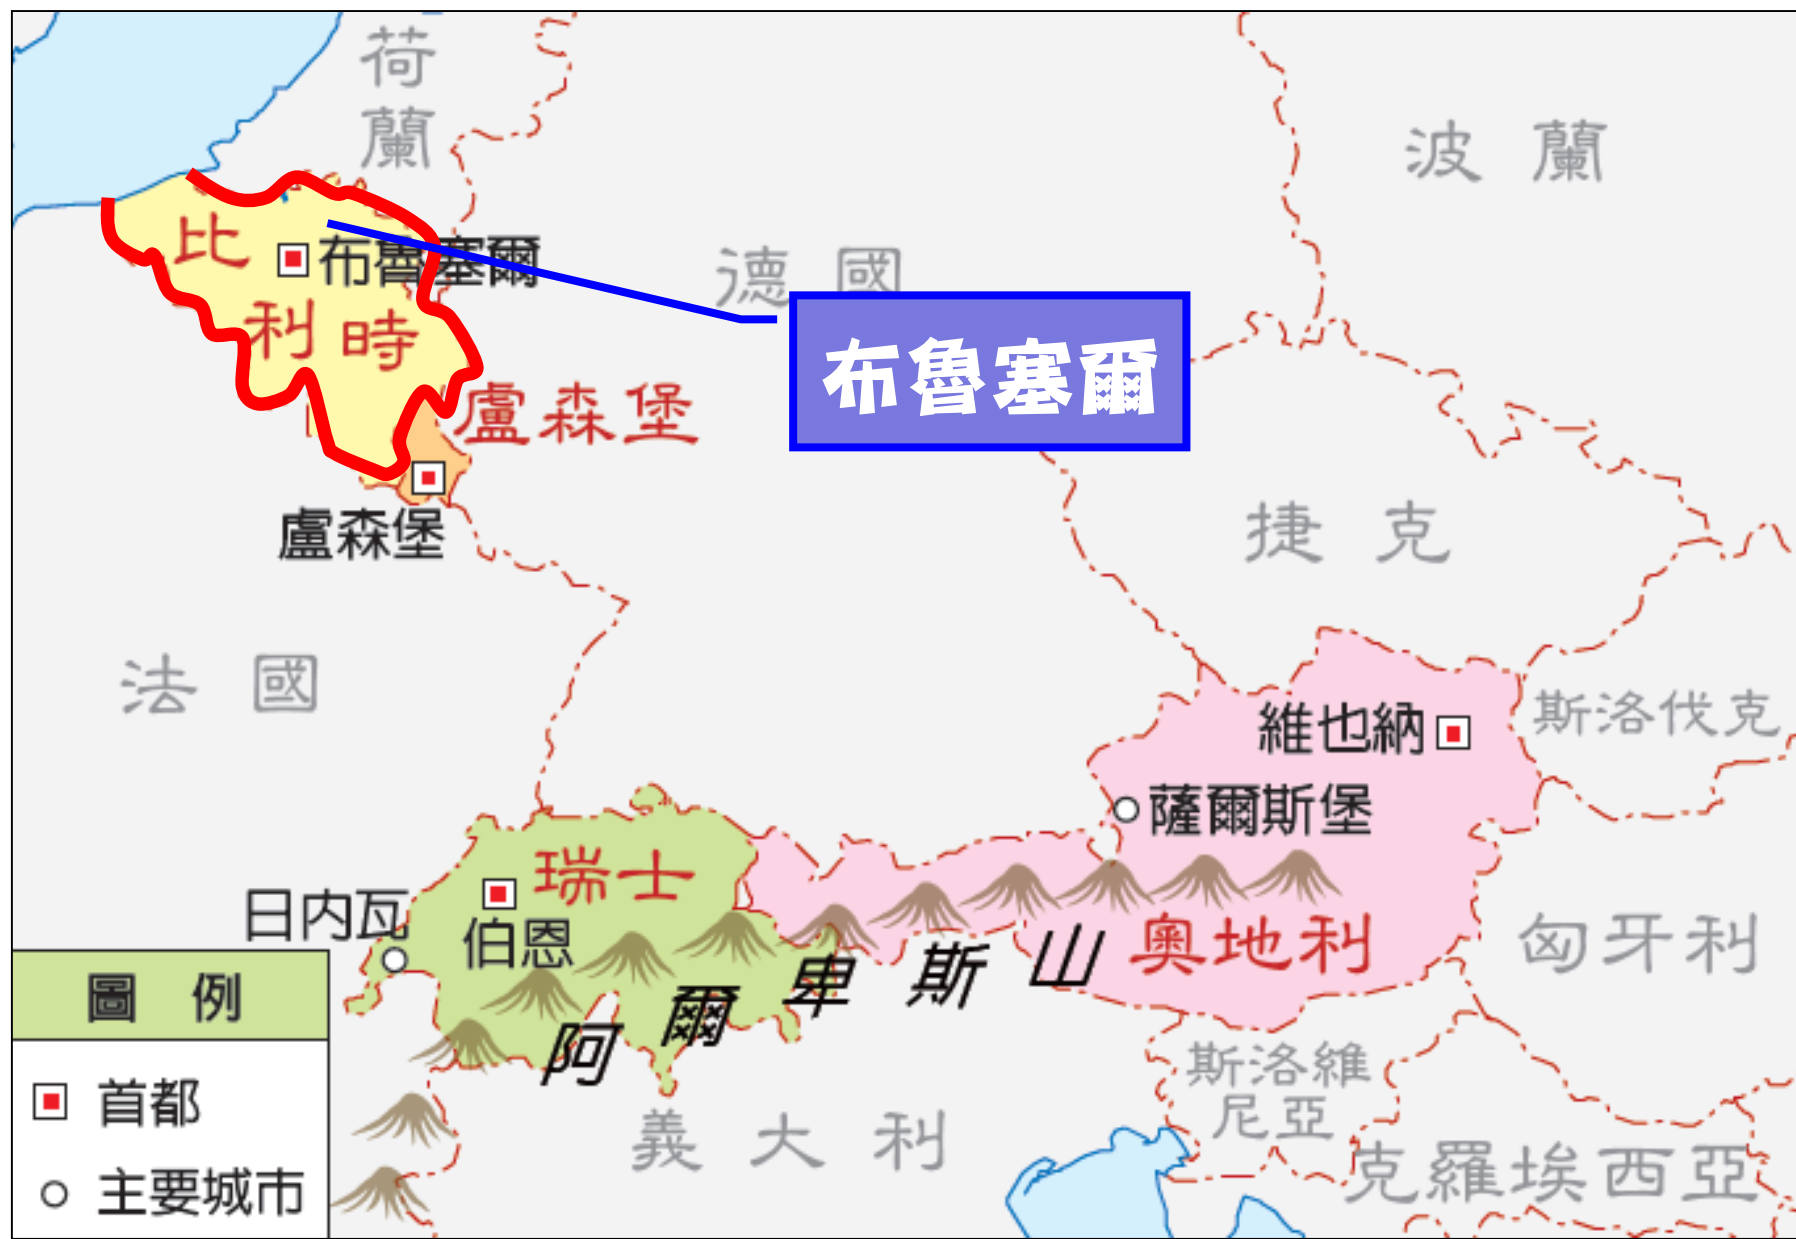 荷蘭
波蘭
比利時
布魯塞爾
德國
布魯塞爾
盧森堡
盧森堡
捷克
法國
斯洛伐克
維也納
薩爾斯堡
瑞士
日內瓦
伯恩
奧地利
匈牙利
阿爾卑斯山
圖例
首都
主要城市
義大利
斯洛維
尼亞
克羅埃西亞